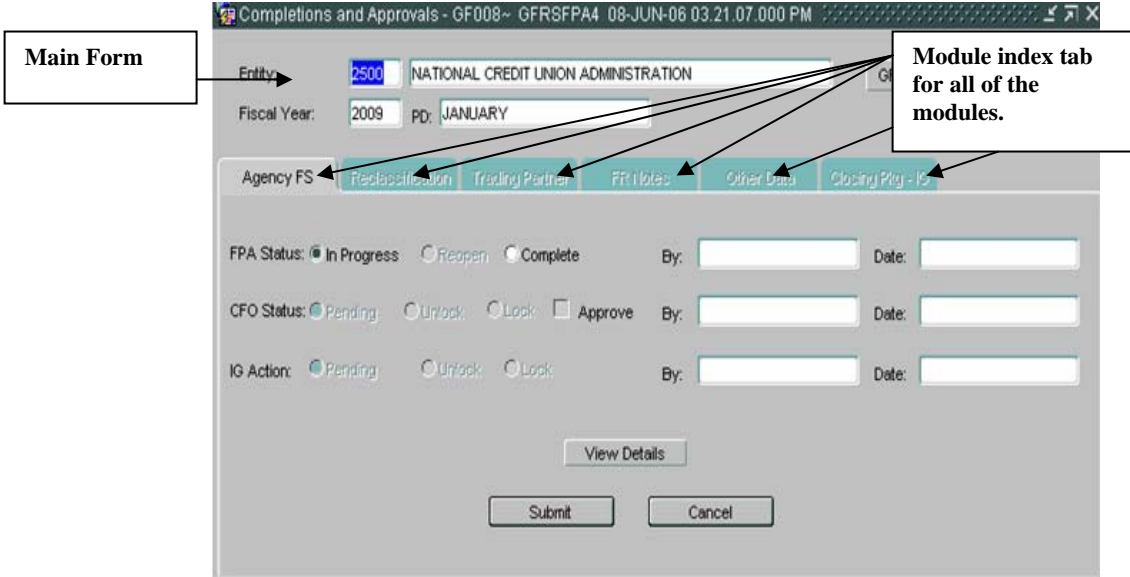 Completions and Approvals - GF008~ GFRSFPA4 08-JUN-06 03.21.07.000 PM
Main Form
Module index tab
for all of the
modules.
Entity: 2500 NATIONAL CREDIT UNION ADMINISTRATION
Fiscal Year: 2009 PD: JANUARY
Agency FS Reclassification Trading Partner FR Notes Other Data Closing Pkg - IG
FPA Status: In Progress Reopen Complete By: Date:
CFO Status: Pending Unlock Lock Approve By: Date:
IG Action: Pending Unlock Lock By: Date:
View Details
Submit Cancel